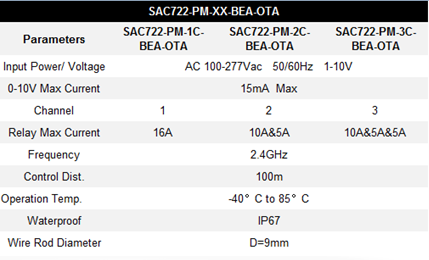 SAC722-PM-XX-BEA-OTA
Parameters SAC722-PM-1C-BEA-OTA SAC722-PM-2C-BEA-OTA SAC722-PM-3C-BEA-OTA
Input Power/ Voltage AC 100-277Vac 50/60Hz 1-10V
0-10V Max Current 15mA Max
Channel 1 2 3
Relay Max Current 16A 10A&5A 10A&5A&5A
Frequency 2.4GHz
Control Dist. 100m
Operation Temp. -40° C to 85° C
Waterproof IP67
Wire Rod Diameter D=9mm